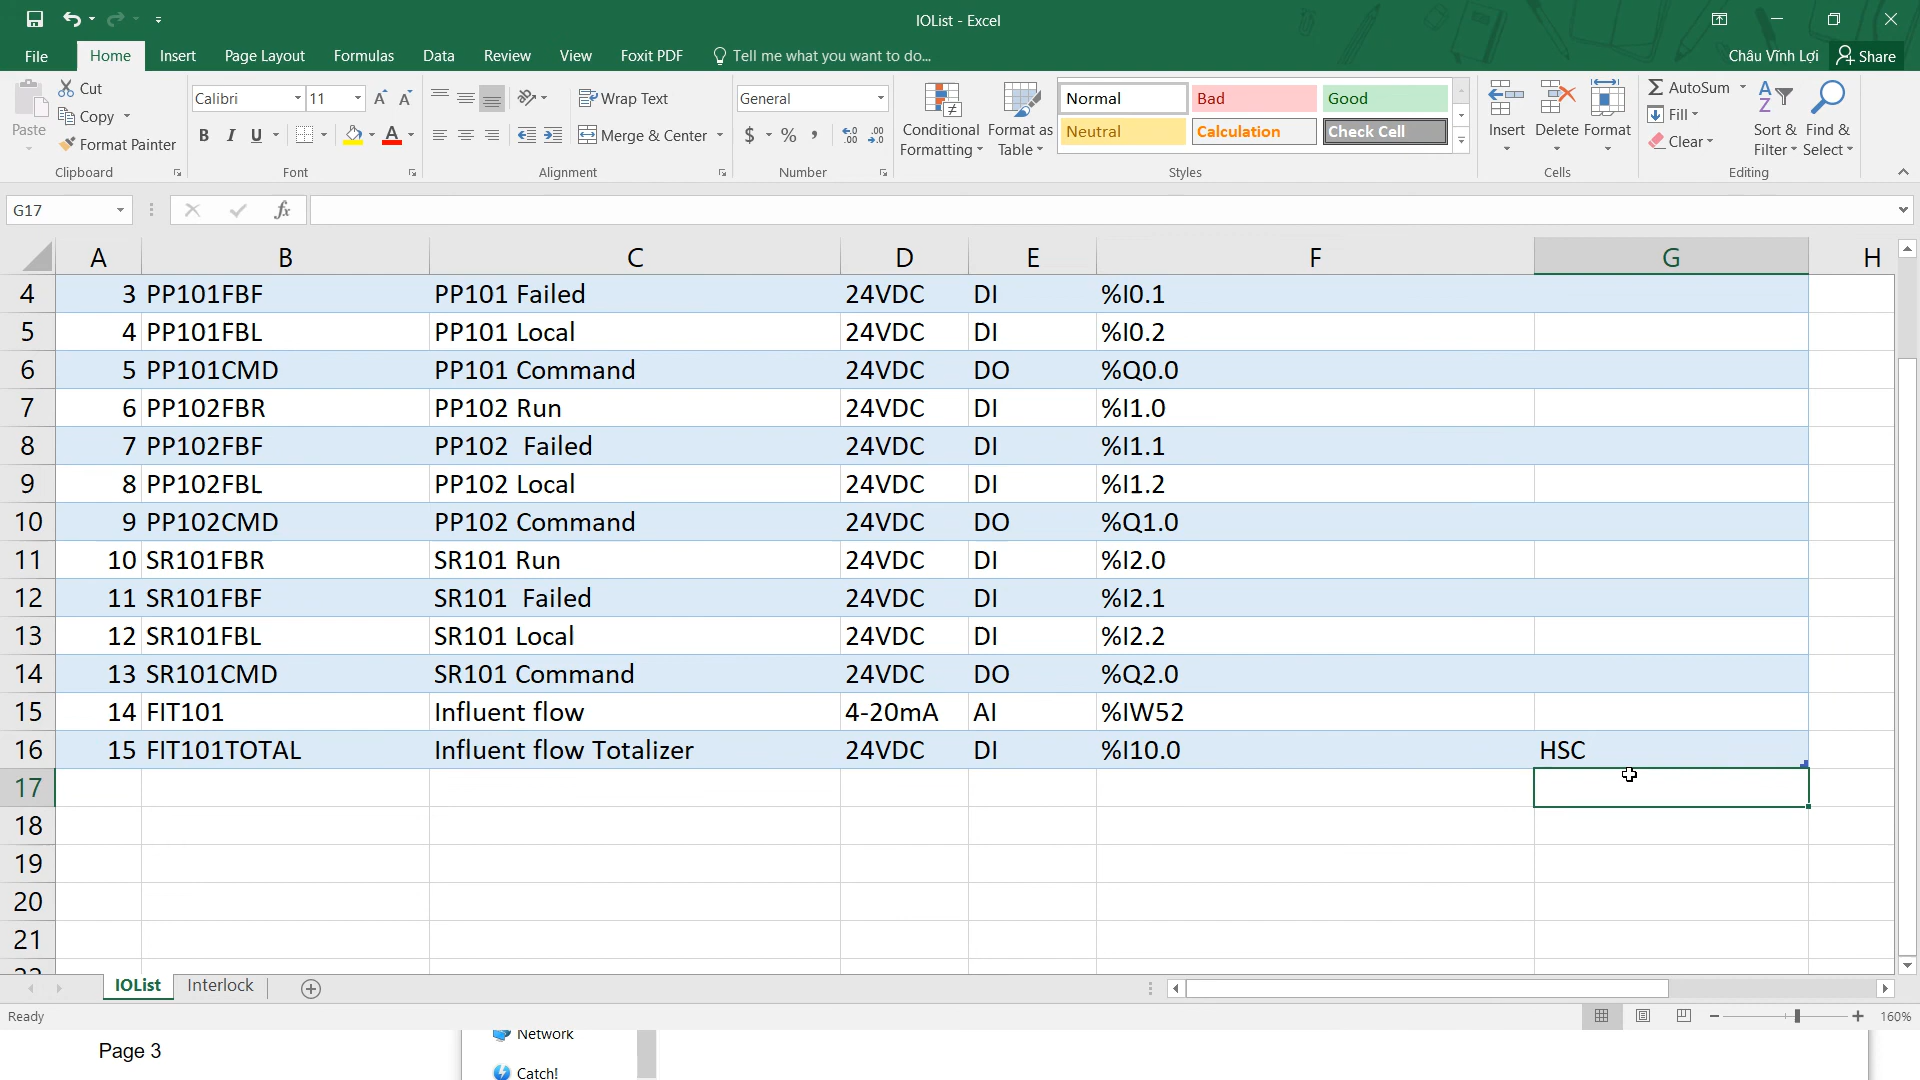 IOList - Excel
File Home Insert Page Layout Formulas Data Review View Foxit PDF Tell me what you want to do... Châu Vĩnh Lợi Share
Paste Cut Copy Format Painter Clipboard
Calibri 11 B I U A Font
Wrap Text Merge & Center Alignment
General $ % , Number
Conditional Formatting Format as Table
Normal Bad Good
Neutral Calculation Check Cell
Styles
Insert Delete Format Cells
AutoSum Fill Clear Sort & Filter Find & Select Editing
G17 fx
A B C D E F G H
4 3 PP101FBF PP101 Failed 24VDC DI %I0.1
5 4 PP101FBL PP101 Local 24VDC DI %I0.2
6 5 PP101CMD PP101 Command 24VDC DO %Q0.0
7 6 PP102FBR PP102 Run 24VDC DI %I1.0
8 7 PP102FBF PP102  Failed 24VDC DI %I1.1
9 8 PP102FBL PP102 Local 24VDC DI %I1.2
10 9 PP102CMD PP102 Command 24VDC DO %Q1.0
11 10 SR101FBR SR101 Run 24VDC DI %I2.0
12 11 SR101FBF SR101  Failed 24VDC DI %I2.1
13 12 SR101FBL SR101 Local 24VDC DI %I2.2
14 13 SR101CMD SR101 Command 24VDC DO %Q2.0
15 14 FIT101 Influent flow 4-20mA AI %IW52
16 15 FIT101TOTAL Influent flow Totalizer 24VDC DI %I10.0 HSC
17
18
19
20
21
22
IOList Interlock
Ready 160%
Page 3
Network
Catch!